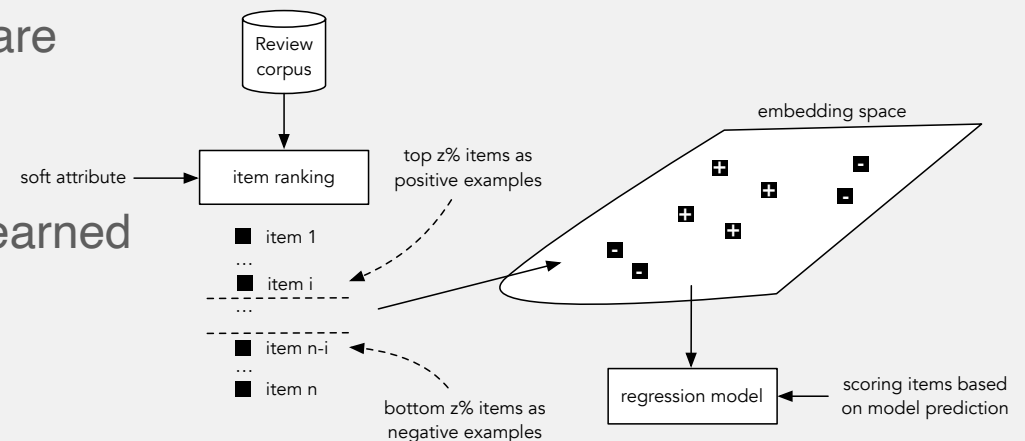 are
earned
Review
corpus
soft attribute
item ranking
item 1
...
item i
...
item n-i
...
item n
top z% items as
positive examples
bottom z% items as
negative examples
embedding space
+
+
+
+
-
-
-
-
regression model
scoring items based
on model prediction